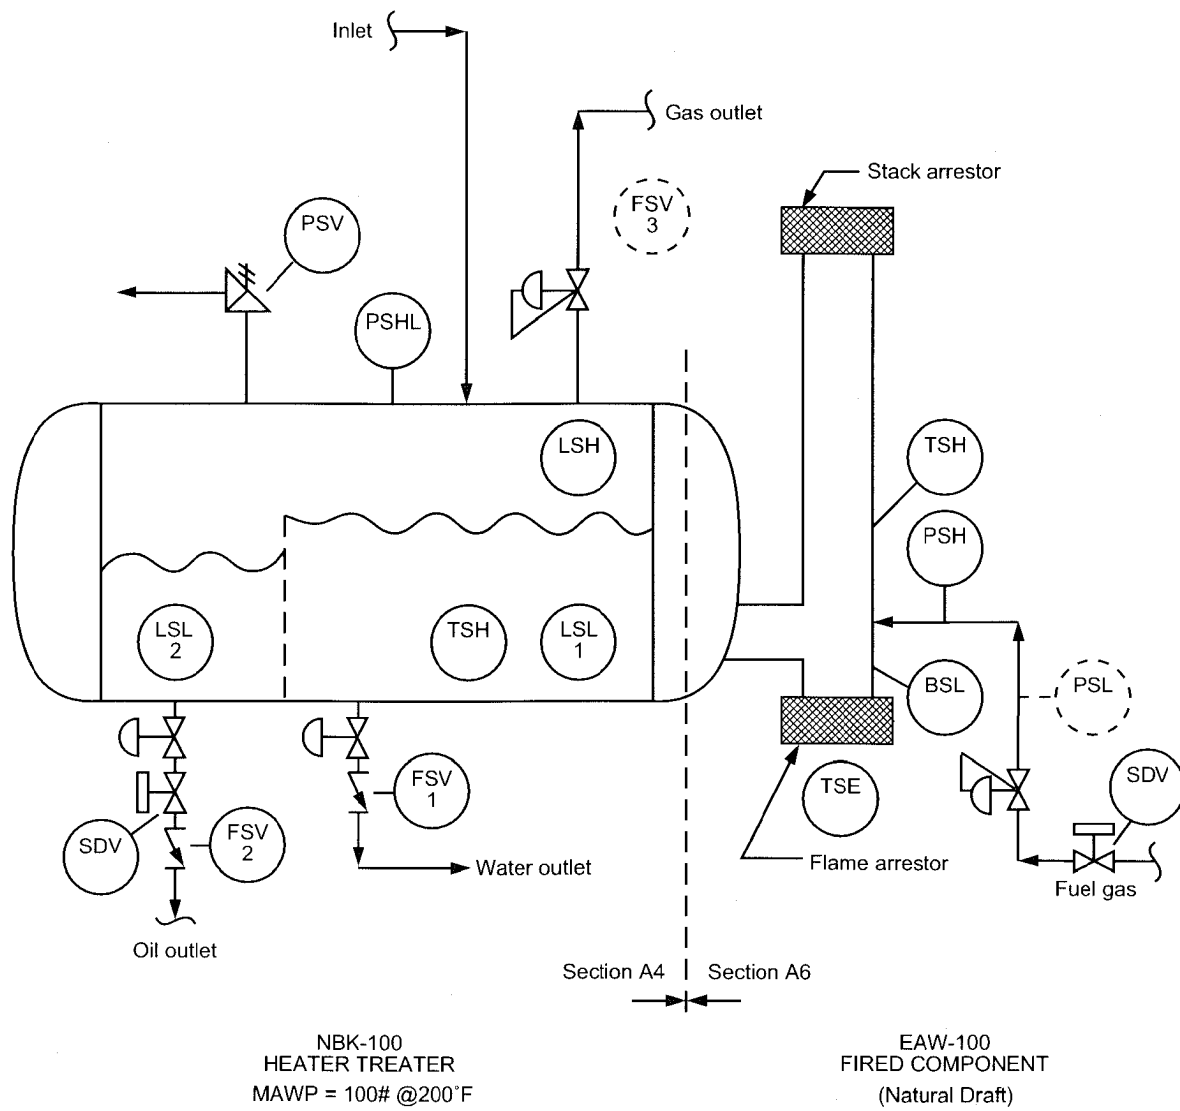 Inlet
Gas outlet
Stack arrestor
FSV
3
PSV
PSHL
LSH
TSH
PSH
LSL
2
TSH
LSL
1
BSL
PSL
FSV
1
TSE
SDV
SDV
FSV
2
Water outlet
Flame arrestor
Fuel gas
Oil outlet
Section A4
Section A6
NBK-100
HEATER TREATER
MAWP = 100# @200°F
EAW-100
FIRED COMPONENT
(Natural Draft)